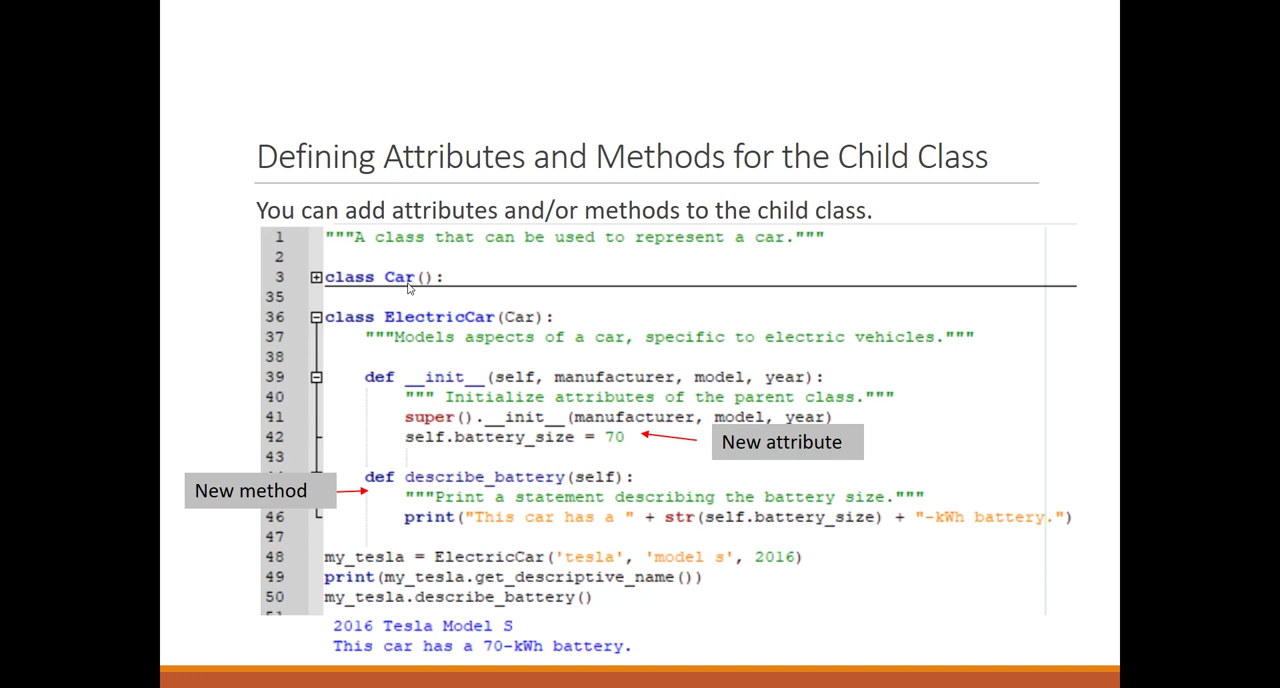 Defining Attributes and Methods for the Child Class
You can add attributes and/or methods to the child class.
1 """A class that can be used to represent a car."""
2
3 class Car():
35
36 class ElectricCar(Car):
37 """Models aspects of a car, specific to electric vehicles."""
38
39 def __init__(self, manufacturer, model, year):
40 """ Initialize attributes of the parent class."""
41 super().__init__(manufacturer, model, year)
42 self.battery_size = 70
New attribute
43
def describe_battery(self):
New method
"""Print a statement describing the battery size."""
46 print("This car has a " + str(self.battery_size) + "-kWh battery.")
47
48 my_tesla = ElectricCar('tesla', 'model s', 2016)
49 print(my_tesla.get_descriptive_name())
50 my_tesla.describe_battery()
2016 Tesla Model S
This car has a 70-kWh battery.